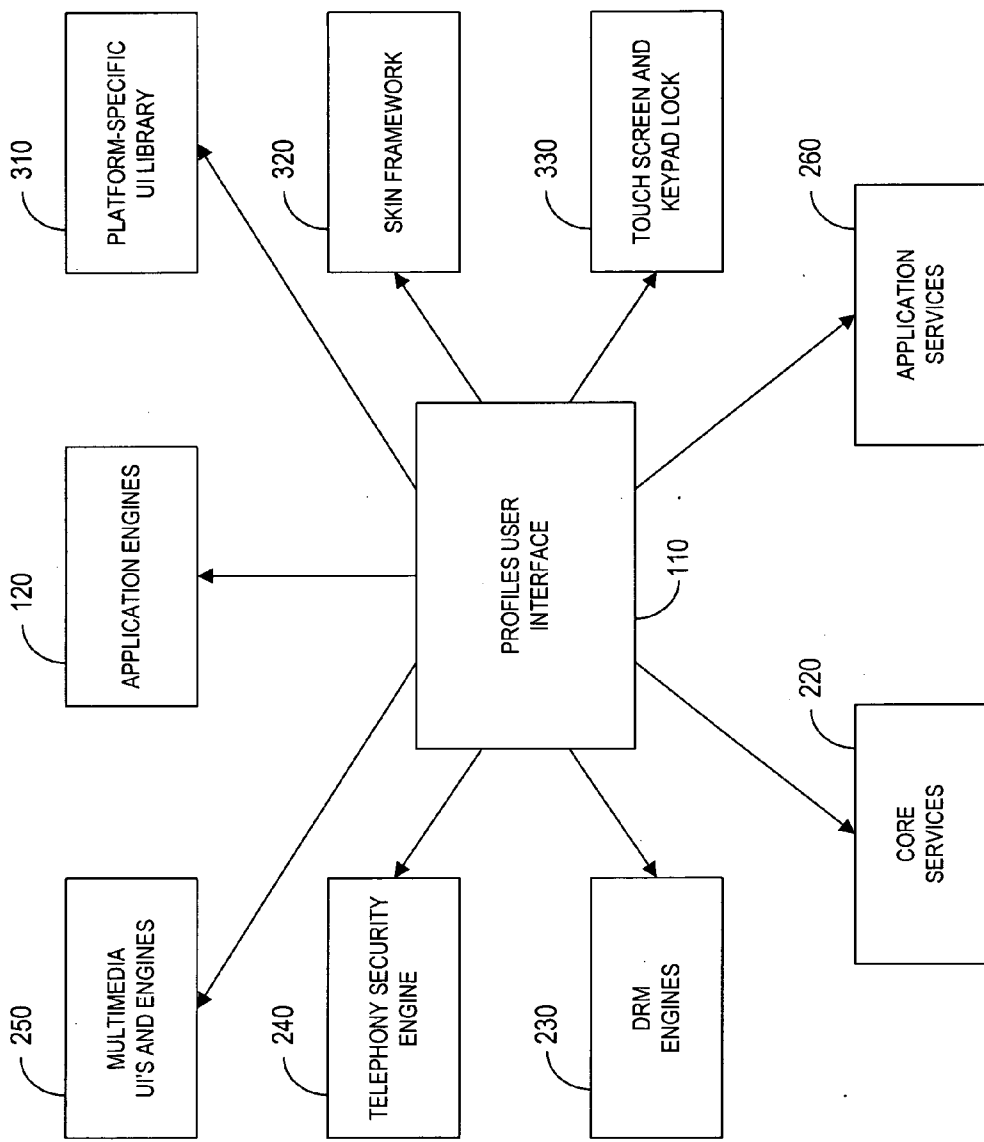 250
MULTIMEDIA
UI'S AND ENGINES
120
APPLICATION ENGINES
310
PLATFORM-SPECIFIC
UI LIBRARY
240
TELEPHONY SECURITY
ENGINE
320
SKIN FRAMEWORK
PROFILES USER
INTERFACE
110
230
DRM
ENGINES
330
TOUCH SCREEN AND
KEYPAD LOCK
220
CORE
SERVICES
260
APPLICATION
SERVICES